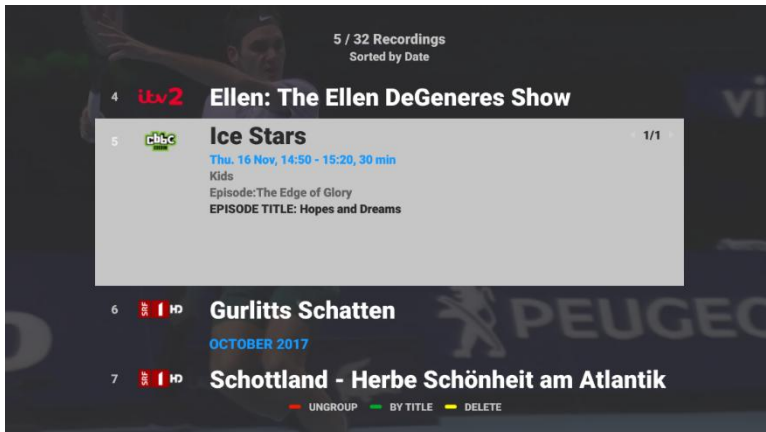 5 / 32 Recordings
Sorted by Date
4 itv2 Ellen: The Ellen DeGeneres Show
vi
5 cbbc Ice Stars 1/1
Thu. 16 Nov, 14:50 - 15:20, 30 min
Kids
Episode:The Edge of Glory
EPISODE TITLE: Hopes and Dreams
6 SRF 1 HD Gurlitts Schatten
PEUGEO
OCTOBER 2017
7 SRF 1 HD Schottland - Herbe Schönheit am Atlantik
UNGROUP BY TITLE DELETE